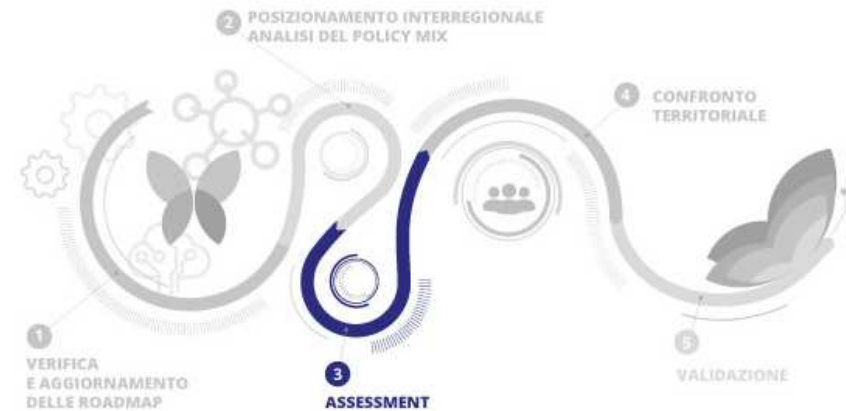 2 POSIZIONAMENTO INTERREGIONALE
ANALISI DEL POLICY MIX
4 CONFRONTO
TERRITORIALE
1
VERIFICA
E AGGIORNAMENTO
DELLE ROADMAP
3
ASSESSMENT
5
VALIDAZIONE